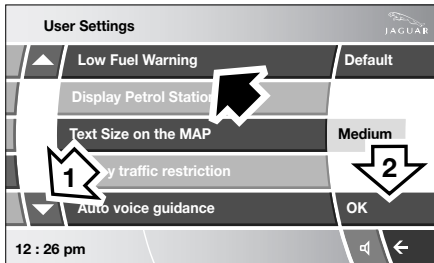 User Settings
JAGUAR
Low Fuel Warning Default
Display Petrol
Text Size on the MAP Medium
traffic restriction
1 2
Auto voice guidance OK
12 : 26 pm